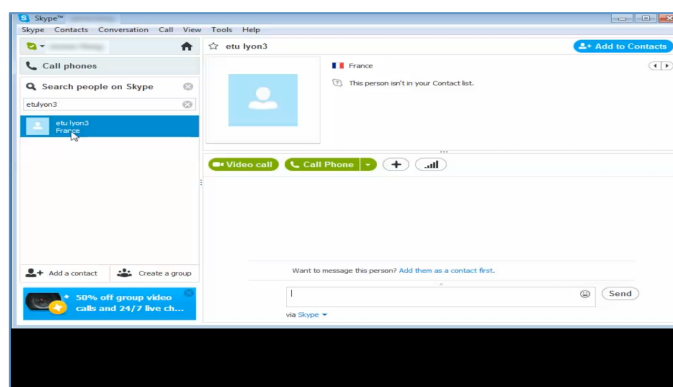 Skype™
Skype Contacts Conversation Call View Tools Help
etu lyon3
Add to Contacts
Call phones
France
This person isn't in your Contact list.
Search people on Skype
etulyon3
etu lyon3
France
Video call
Call Phone
Add a contact
Create a group
Want to message this person? Add them as a contact first.
50% off group video
calls and 24/7 live ch...
Send
via Skype